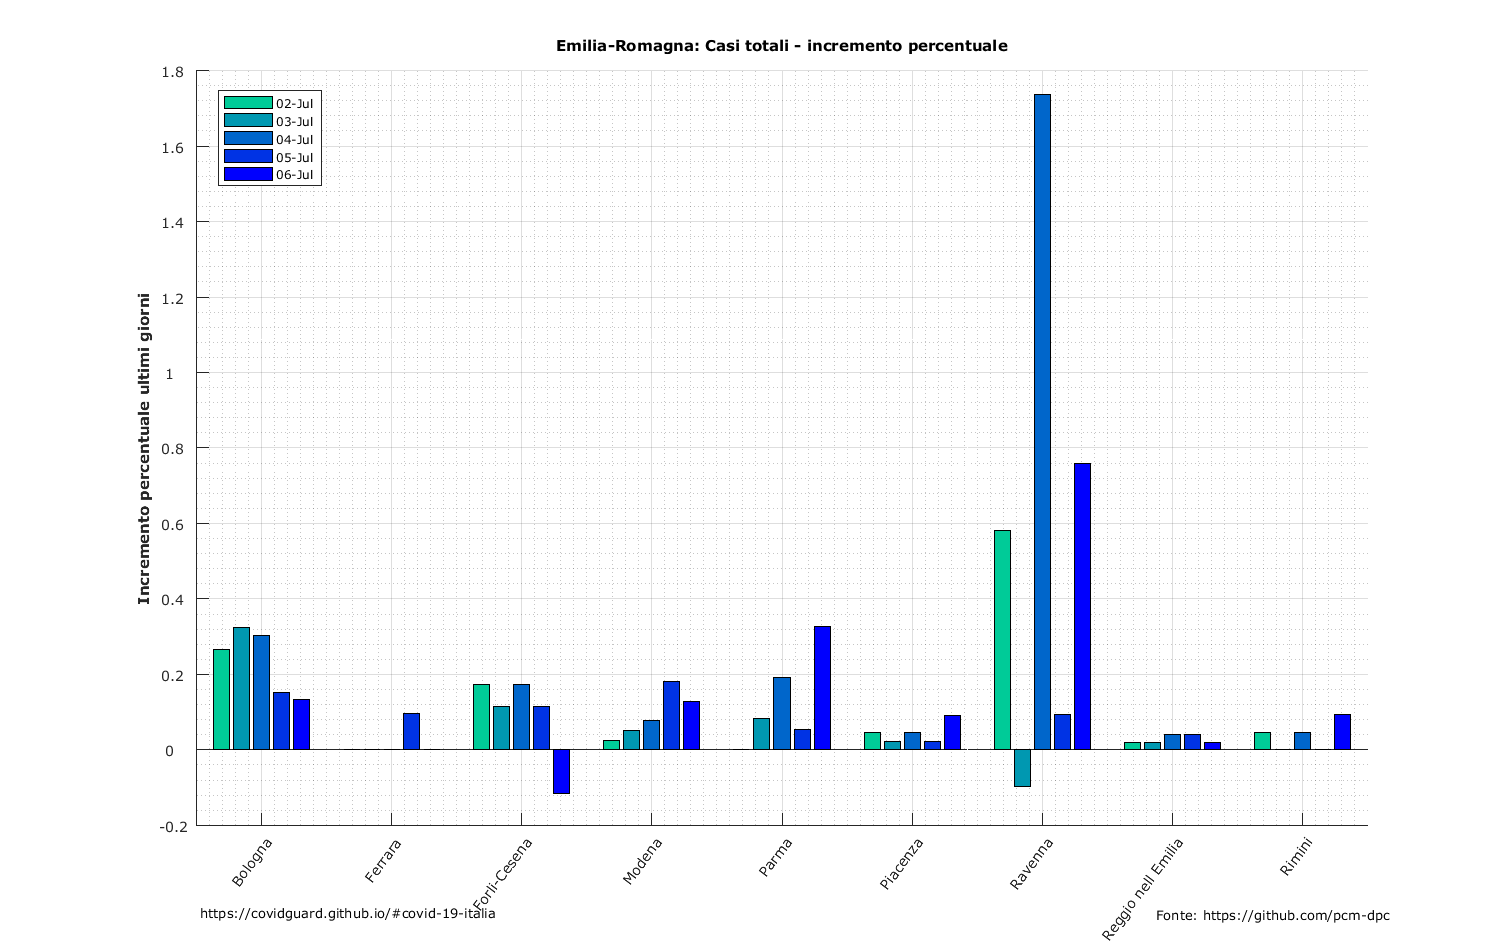 Emilia-Romagna: Casi totali - incremento percentuale
1.8
1.6
1.4
1.2
1
0.8
0.6
0.4
0.2
0
-0.2
Incremento percentuale ultimi giorni
02-Jul
03-Jul
04-Jul
05-Jul
06-Jul
Bologna
Ferrara
Forlì-Cesena
Modena
Parma
Piacenza
Ravenna
Reggio nell Emilia
Rimini
https://covidguard.github.io/#covid-19-italia
Fonte: https://github.com/pcm-dpc